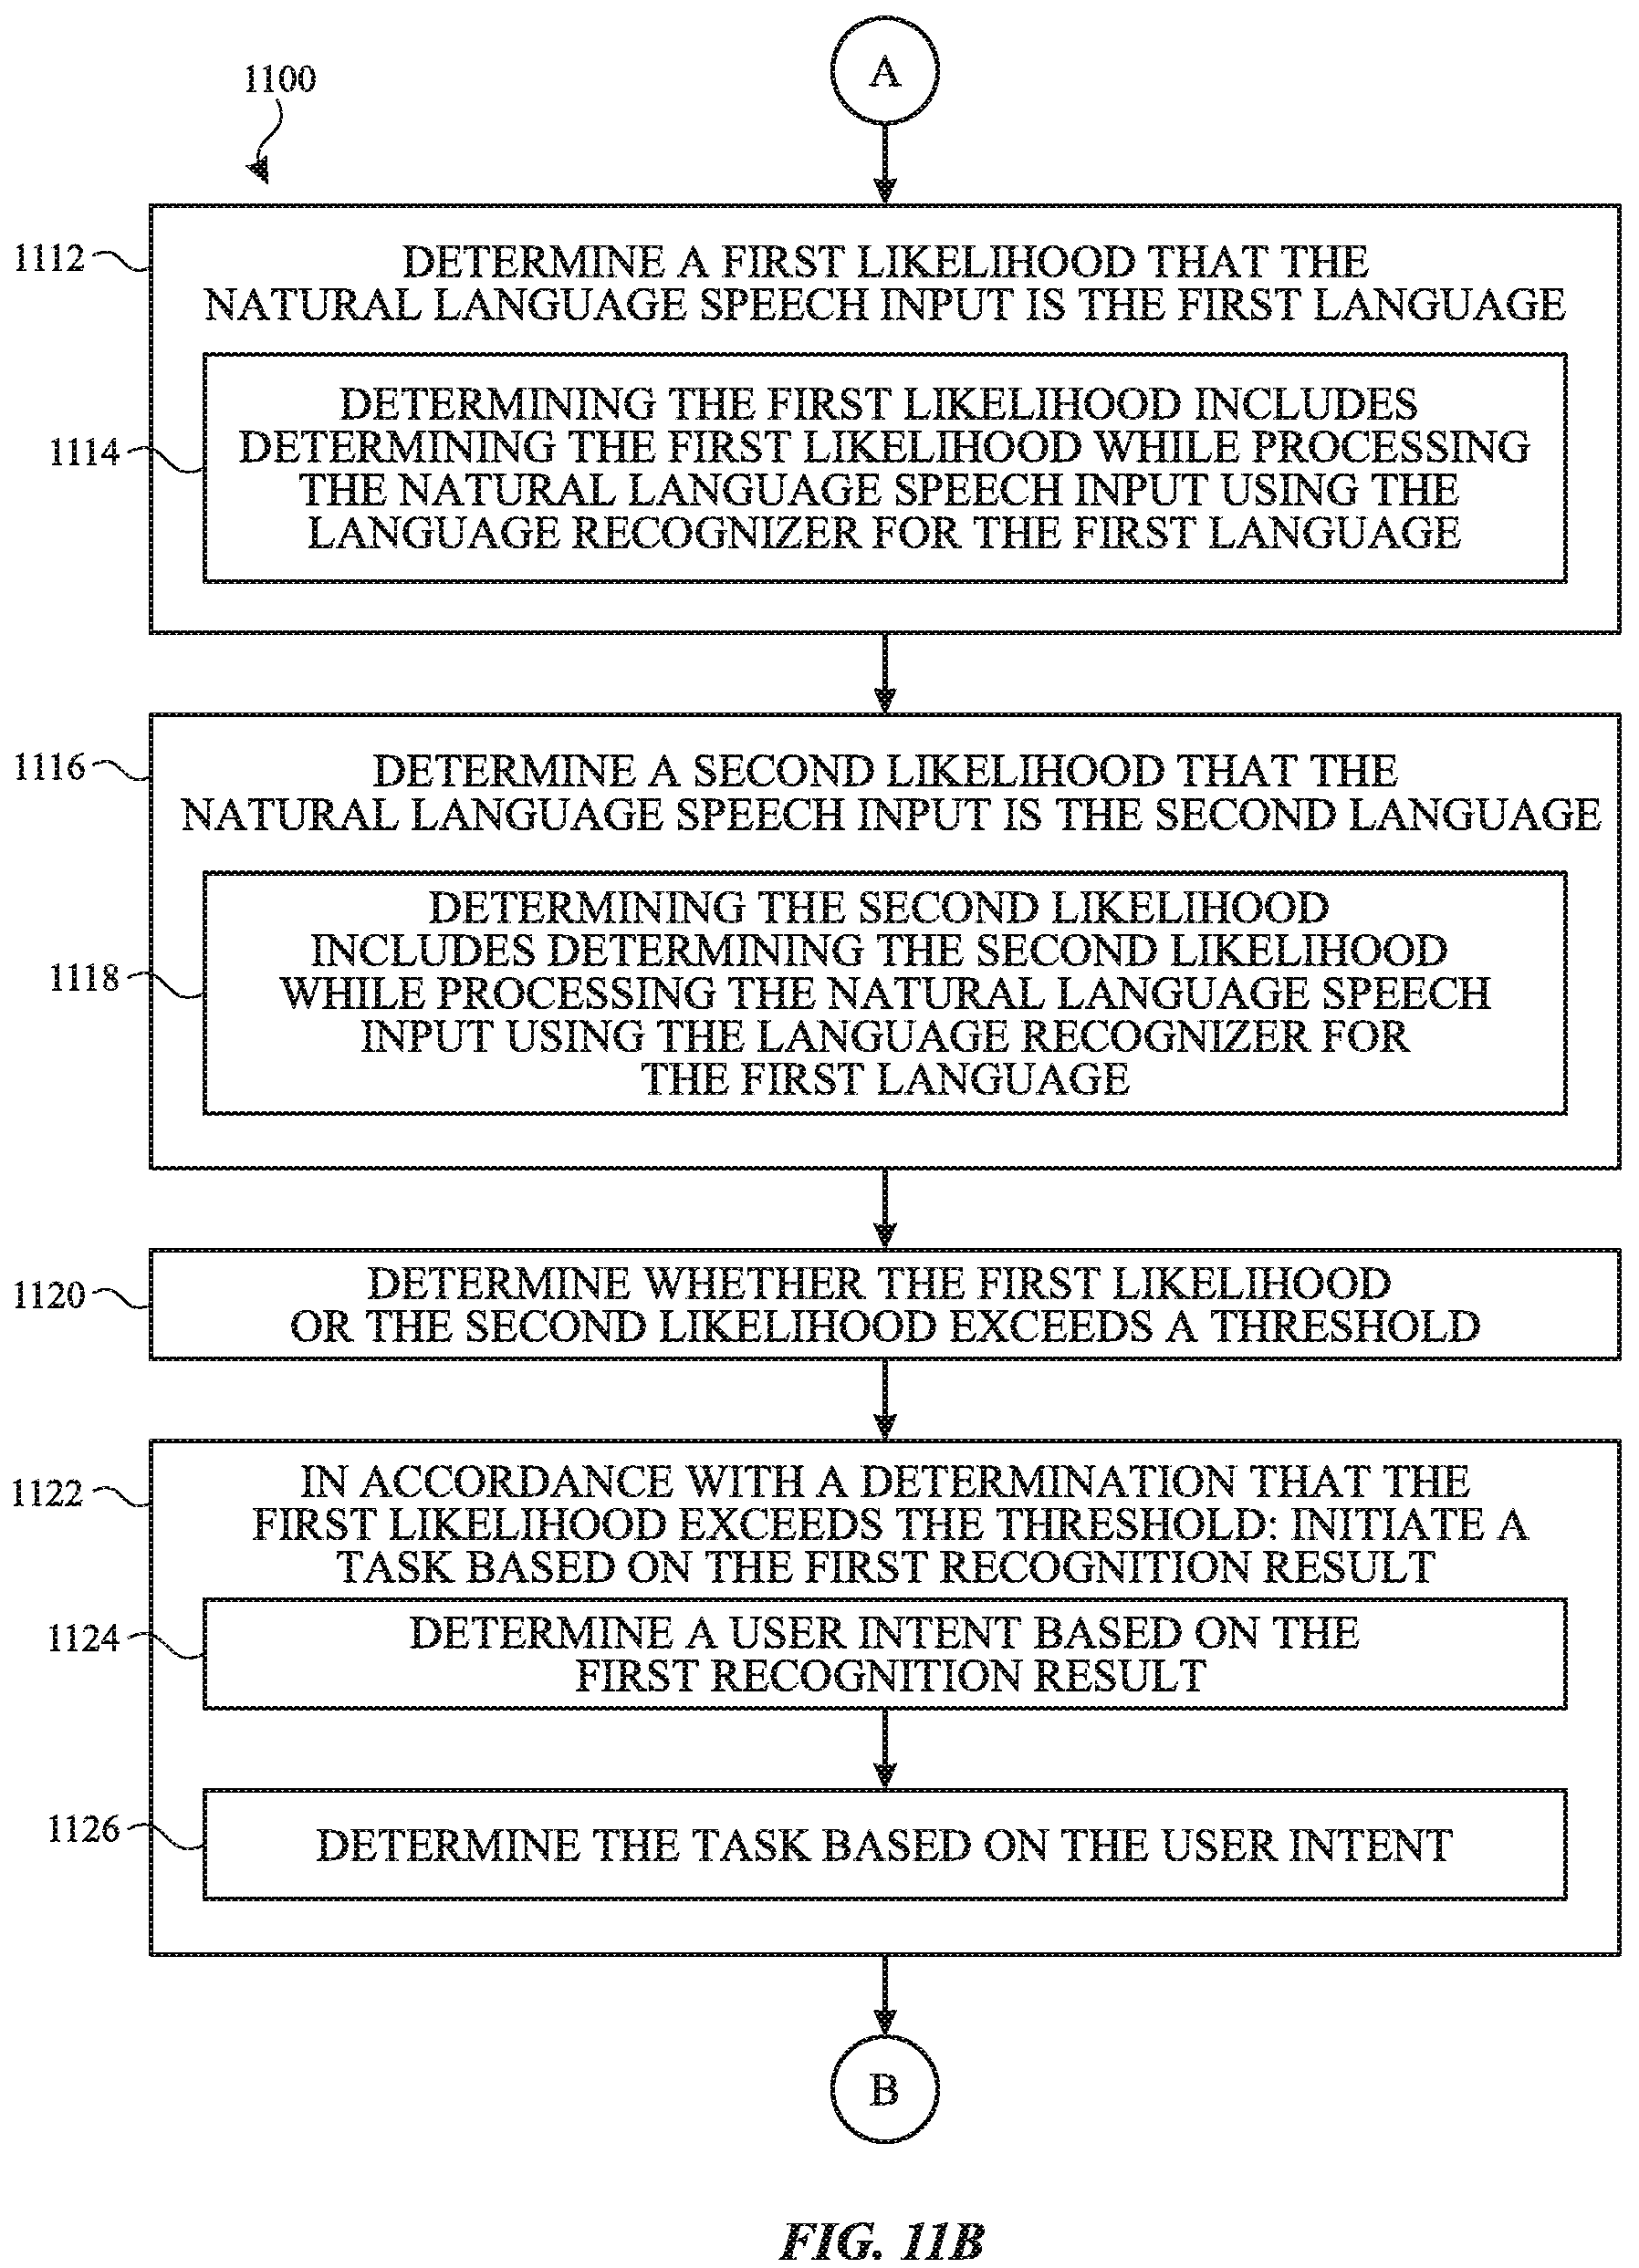 A
1100
1112
DETERMINE A FIRST LIKELIHOOD THAT THE
NATURAL LANGUAGE SPEECH INPUT IS THE FIRST LANGUAGE
1114
DETERMINING THE FIRST LIKELIHOOD INCLUDES
DETERMINING THE FIRST LIKELIHOOD WHILE PROCESSING
THE NATURAL LANGUAGE SPEECH INPUT USING THE
LANGUAGE RECOGNIZER FOR THE FIRST LANGUAGE
1116
DETERMINE A SECOND LIKELIHOOD THAT THE
NATURAL LANGUAGE SPEECH INPUT IS THE SECOND LANGUAGE
1118
DETERMINING THE SECOND LIKELIHOOD
INCLUDES DETERMINING THE SECOND LIKELIHOOD
WHILE PROCESSING THE NATURAL LANGUAGE SPEECH
INPUT USING THE LANGUAGE RECOGNIZER FOR
THE FIRST LANGUAGE
1120
DETERMINE WHETHER THE FIRST LIKELIHOOD
OR THE SECOND LIKELIHOOD EXCEEDS A THRESHOLD
1122
IN ACCORDANCE WITH A DETERMINATION THAT THE
FIRST LIKELIHOOD EXCEEDS THE THRESHOLD: INITIATE A
TASK BASED ON THE FIRST RECOGNITION RESULT
1124
DETERMINE A USER INTENT BASED ON THE
FIRST RECOGNITION RESULT
1126
DETERMINE THE TASK BASED ON THE USER INTENT
B
FIG. 11B